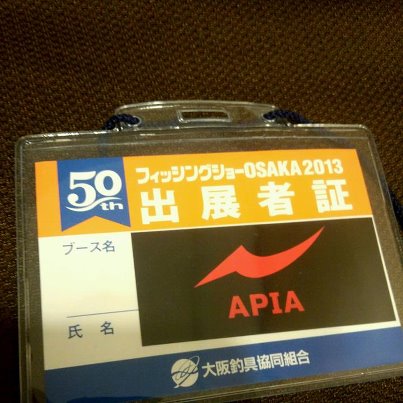 50th
フィッシングショーOSAKA 2013
出展者証
ブース名
APIA
氏名
大阪釣具協同組合